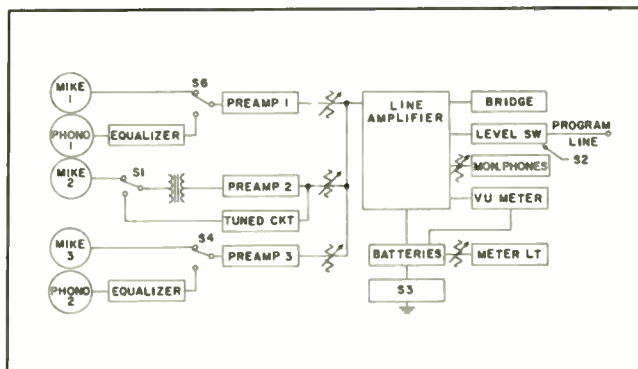 MIKE 1
S6
PREAMP 1
PHONO 1
EQUALIZER
MIKE 2
S1
PREAMP 2
TUNED CKT
MIKE 3
S4
PREAMP 3
PHONO 2
EQUALIZER
LINE AMPLIFIER
BRIDGE
LEVEL SW
PROGRAM LINE
S2
MON. PHONES
VU METER
BATTERIES
METER LT
S3